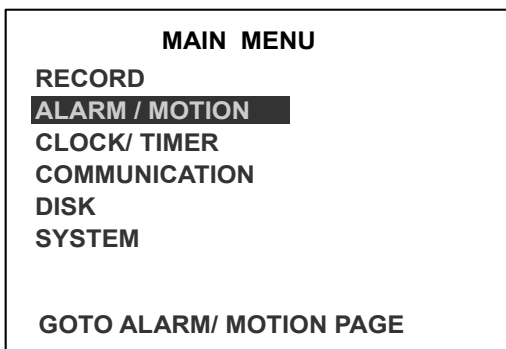 MAIN MENU
RECORD
ALARM / MOTION
CLOCK/ TIMER
COMMUNICATION
DISK
SYSTEM
GOTO ALARM/ MOTION PAGE